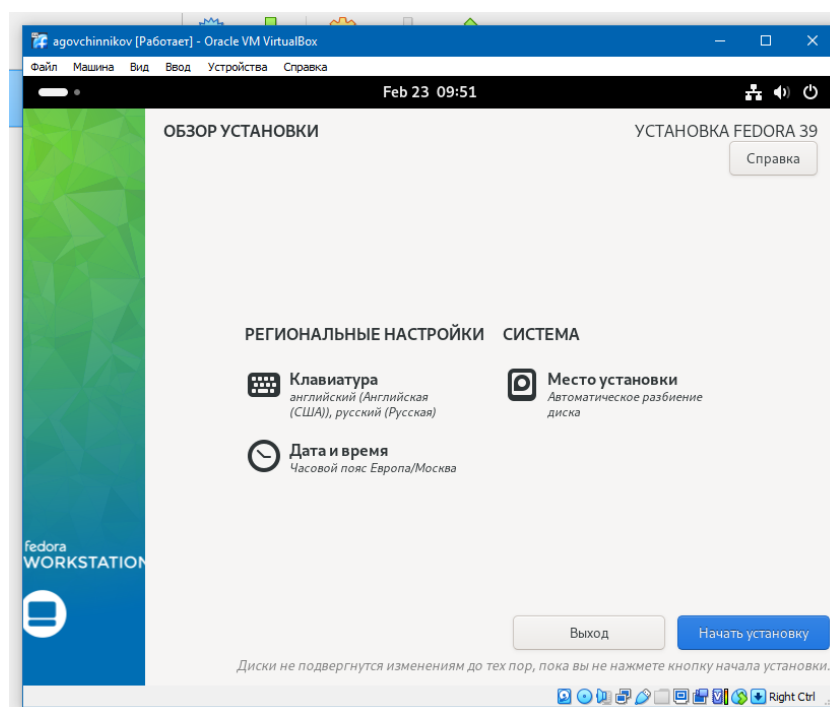 agovchinnikov [Работает] - Oracle VM VirtualBox
Файл Машина Вид Ввод Устройства Справка
Feb 23 09:51
ОБЗОР УСТАНОВКИ
УСТАНОВКА FEDORA 39
Справка
РЕГИОНАЛЬНЫЕ НАСТРОЙКИ
Клавиатура
английский (Английская
(США)), русский (Русская)
Дата и время
Часовой пояс Европа/Москва
СИСТЕМА
Место установки
Автоматическое разбиение
диска
fedora
WORKSTATION
Выход
Начать установку
Диски не подвергнутся изменениям до тех пор, пока вы не нажмете кнопку начала установки.
Right Ctrl